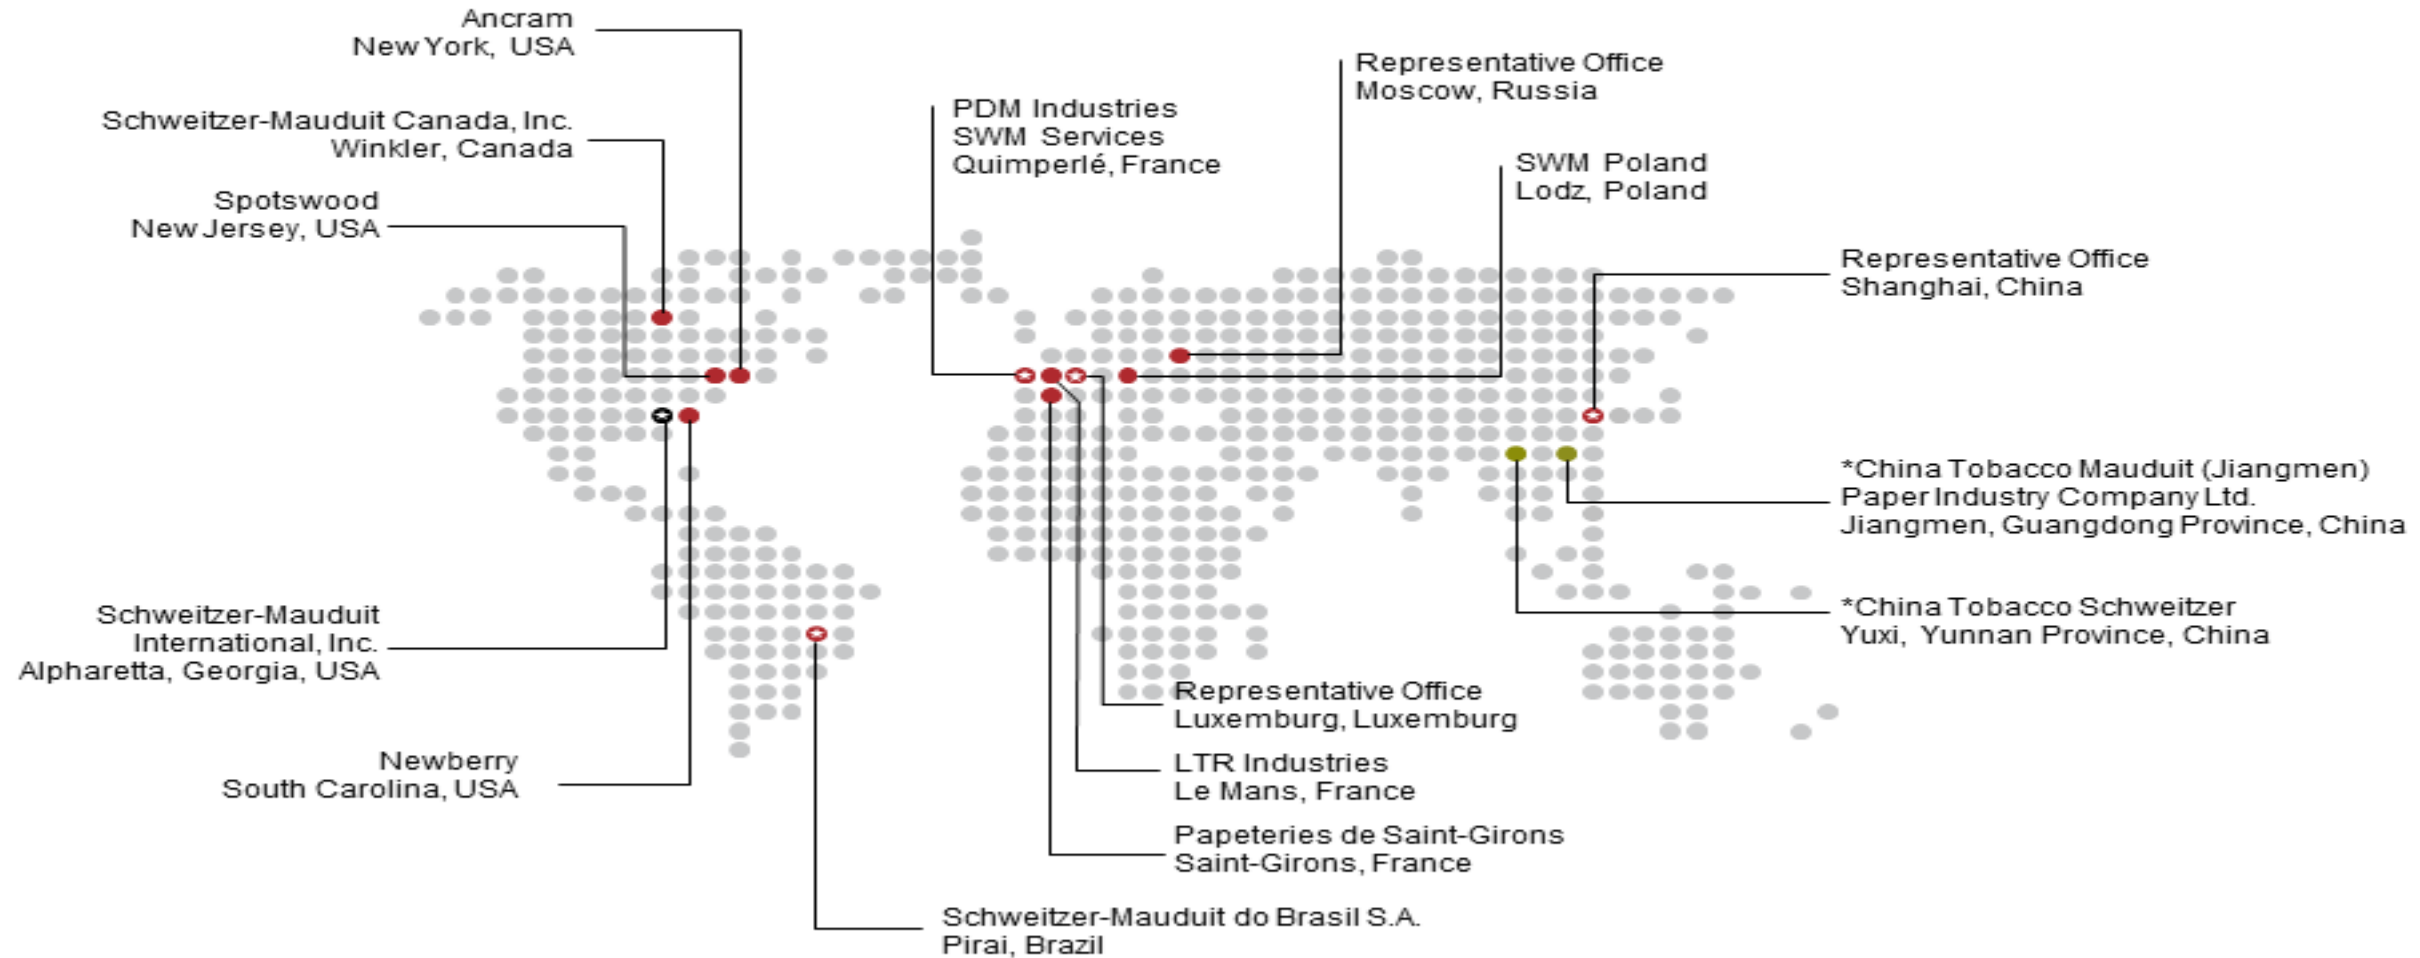 Ancram
New York, USA
Schweitzer-Mauduit Canada, Inc.
Winkler, Canada
Spotswood
New Jersey, USA
PDM Industries
SWM Services
Quimperlé, France
Representative Office
Moscow, Russia
SWM Poland
Lodz, Poland
Representative Office
Shanghai, China
*China Tobacco Mauduit (Jiangmen)
Paper Industry Company Ltd.
Jiangmen, Guangdong Province, China
*China Tobacco Schweitzer
Yuxi, Yunnan Province, China
Schweitzer-Mauduit
International, Inc.
Alpharetta, Georgia, USA
Newberry
South Carolina, USA
Representative Office
Luxemburg, Luxemburg
LTR Industries
Le Mans, France
Papeteries de Saint-Girons
Saint-Girons, France
Schweitzer-Mauduit do Brasil S.A.
Pirai, Brazil